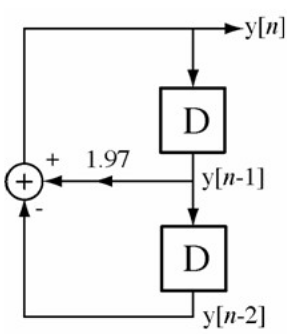 y[n]
D
+
1.97
+
y[n-1]
-
D
y[n-2]